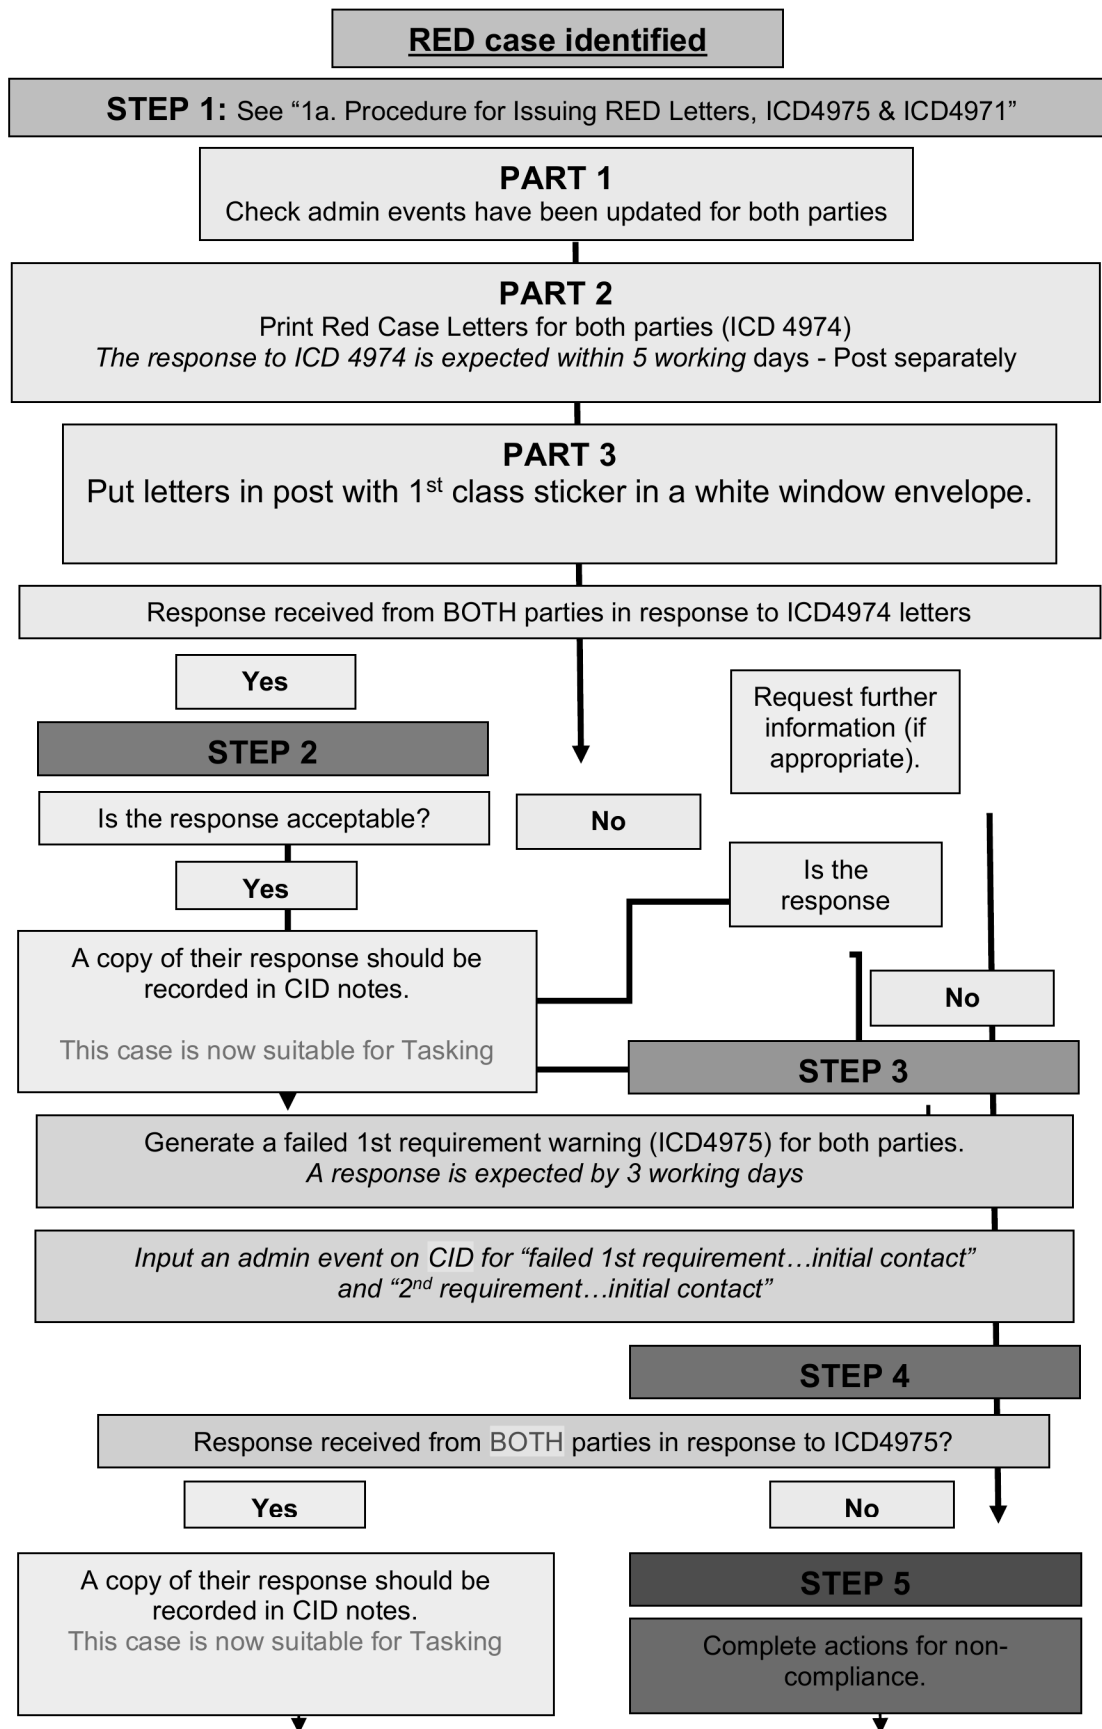 RED case identified
STEP 1: See “1a. Procedure for Issuing RED Letters, ICD4975 & ICD4971”
PART 1
Check admin events have been updated for both parties
PART 2
Print Red Case Letters for both parties (ICD 4974)
The response to ICD 4974 is expected within 5 working days - Post separately
PART 3
Put letters in post with 1st class sticker in a white window envelope.
Response received from BOTH parties in response to ICD4974 letters
Yes
Request further
information (if
appropriate).
STEP 2
Is the response acceptable?
No
Yes
Is the
response
A copy of their response should be
recorded in CID notes.
This case is now suitable for Tasking
No
STEP 3
Generate a failed 1st requirement warning (ICD4975) for both parties.
A response is expected by 3 working days
Input an admin event on CID for “failed 1st requirement…initial contact”
and “2nd requirement…initial contact”
STEP 4
Response received from BOTH parties in response to ICD4975?
Yes
No
A copy of their response should be
recorded in CID notes.
This case is now suitable for Tasking
STEP 5
Complete actions for non-
compliance.